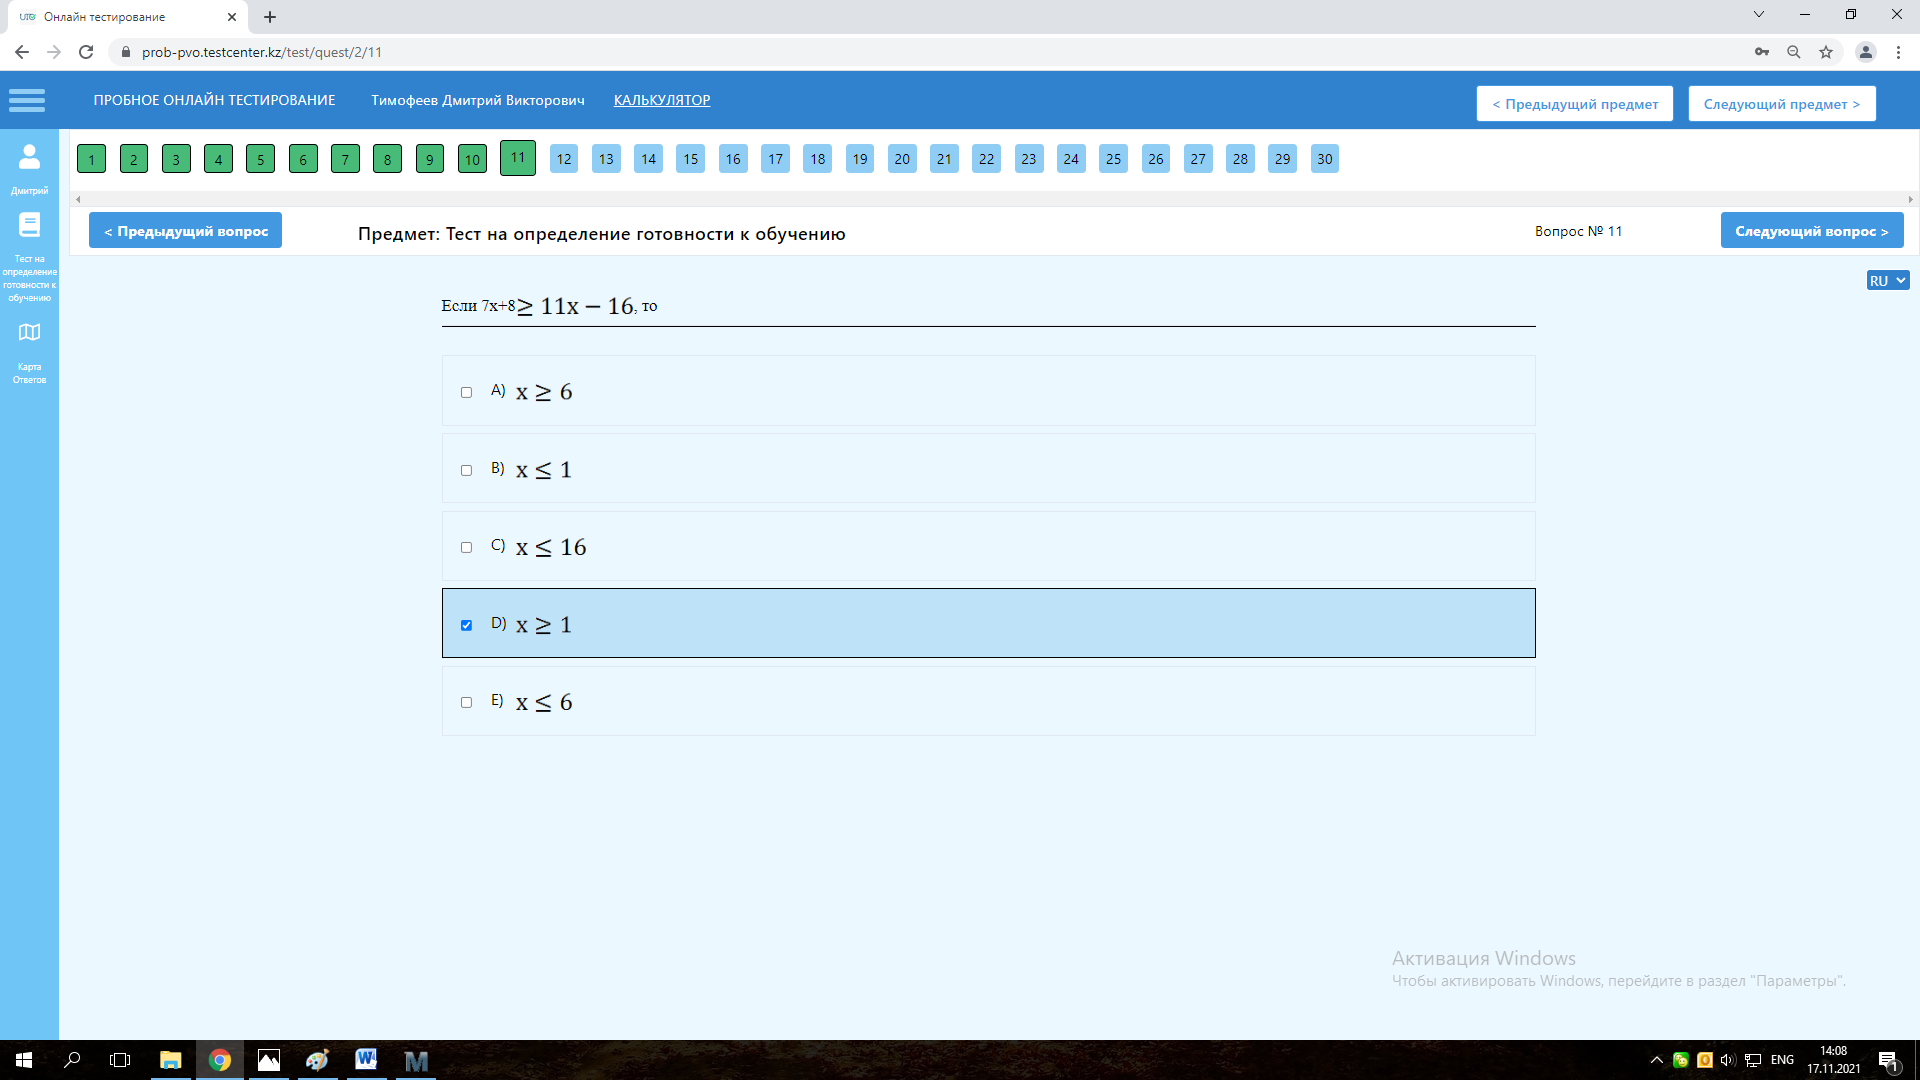 Онлайн тестирование
prob-pvo.testcenter.kz/test/quest/2/11
ПРОБНОЕ ОНЛАЙН ТЕСТИРОВАНИЕ Тимофеев Дмитрий Викторович КАЛЬКУЛЯТОР < Предыдущий предмет Следующий предмет >
1 2 3 4 5 6 7 8 9 10 11 12 13 14 15 16 17 18 19 20 21 22 23 24 25 26 27 28 29 30
Дмитрий
Тест на
определение
готовности к
обучению
Карта
Ответов
< Предыдущий вопрос Предмет: Тест на определение готовности к обучению Вопрос № 11 Следующий вопрос >
RU
Если 7x+8≥ 11x − 16, то
A) x ≥ 6
B) x ≤ 1
C) x ≤ 16
D) x ≥ 1
E) x ≤ 6
Активация Windows
Чтобы активировать Windows, перейдите в раздел "Параметры".
ENG
14:08
17.11.2021
1